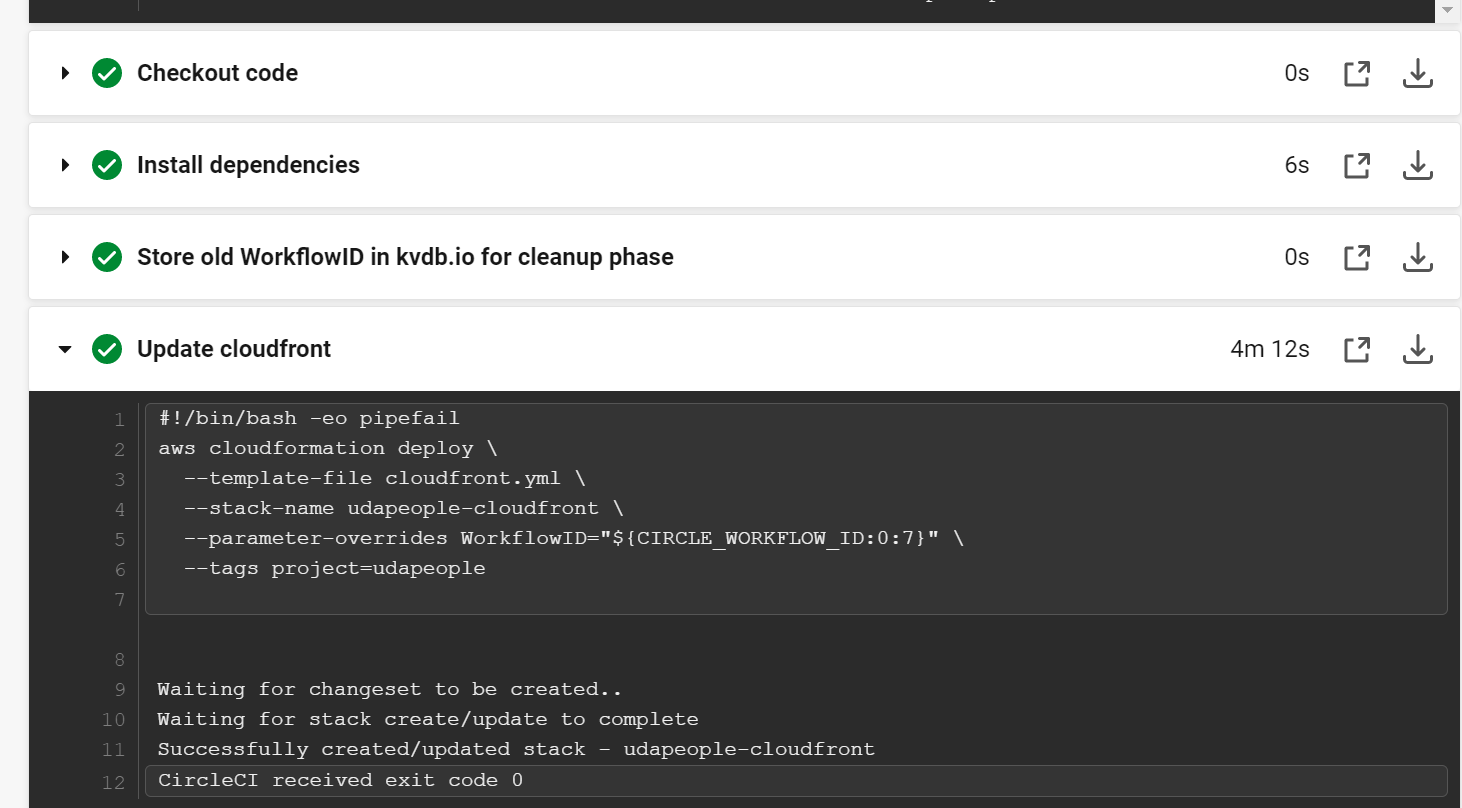 Checkout code 0s
Install dependencies 6s
Store old WorkflowID in kvdb.io for cleanup phase 0s
Update cloudfront 4m 12s
1 #!/bin/bash -eo pipefail
2 aws cloudformation deploy \
3 --template-file cloudfront.yml \
4 --stack-name udapeople-cloudfront \
5 --parameter-overrides WorkflowID="${CIRCLE_WORKFLOW_ID:0:7}" \
6 --tags project=udapeople
7
8
9 Waiting for changeset to be created..
10 Waiting for stack create/update to complete
11 Successfully created/updated stack - udapeople-cloudfront
12 CircleCI received exit code 0